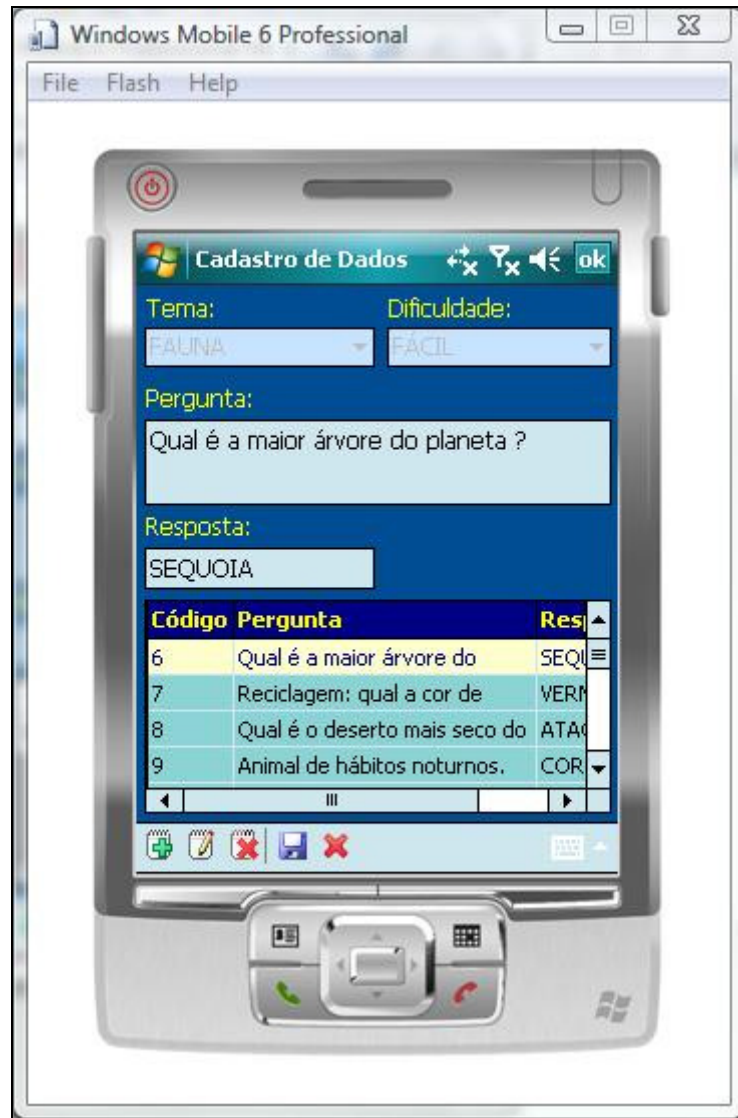 Windows Mobile 6 Professional
File Flash Help
Cadastro de Dados ok
Tema: Dificuldade:
FAUNA FÁCIL
Pergunta:
Qual é a maior árvore do planeta ?
Resposta:
SEQUOIA
Código Pergunta
6 Qual é a maior árvore do
7 Reciclagem: qual a cor de
8 Qual é o deserto mais seco do
9 Animal de hábitos noturnos.